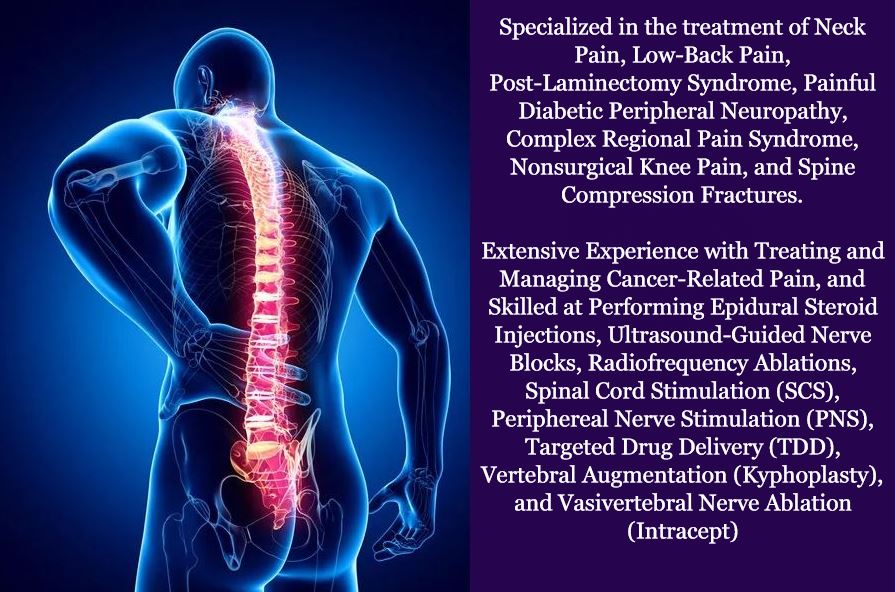 Specialized in the treatment of Neck
Pain, Low-Back Pain,
Post-Laminectomy Syndrome, Painful
Diabetic Peripheral Neuropathy,
Complex Regional Pain Syndrome,
Nonsurgical Knee Pain, and Spine
Compression Fractures.
Extensive Experience with Treating and
Managing Cancer-Related Pain, and
Skilled at Performing Epidural Steroid
Injections, Ultrasound-Guided Nerve
Blocks, Radiofrequency Ablations,
Spinal Cord Stimulation (SCS),
Periphereal Nerve Stimulation (PNS),
Targeted Drug Delivery (TDD),
Vertebral Augmentation (Kyphoplasty),
and Vasivertebral Nerve Ablation
(Intracept)